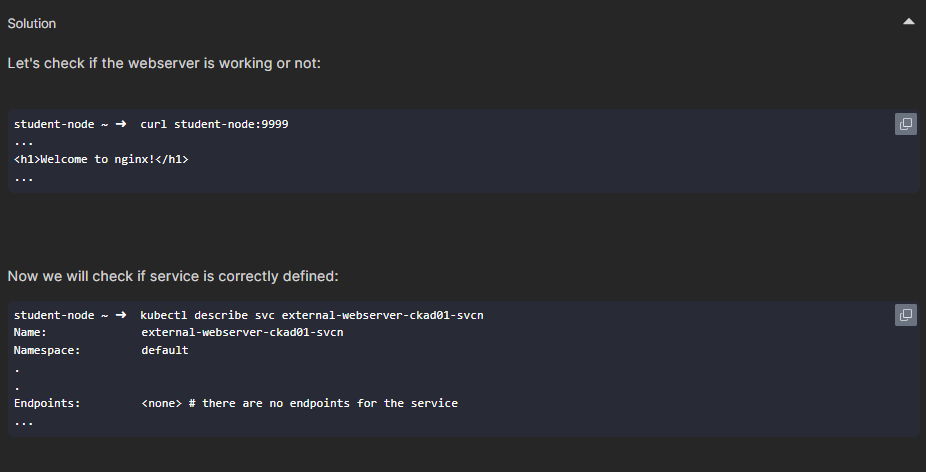 Solution
Let's check if the webserver is working or not:
student-node ~ ➜  curl student-node:9999
...
<h1>Welcome to nginx!</h1>
...
Now we will check if service is correctly defined:
student-node ~ ➜  kubectl describe svc external-webserver-ckad01-svcn
Name:              external-webserver-ckad01-svcn
Namespace:         default
.
.
Endpoints:         <none> # there are no endpoints for the service
...